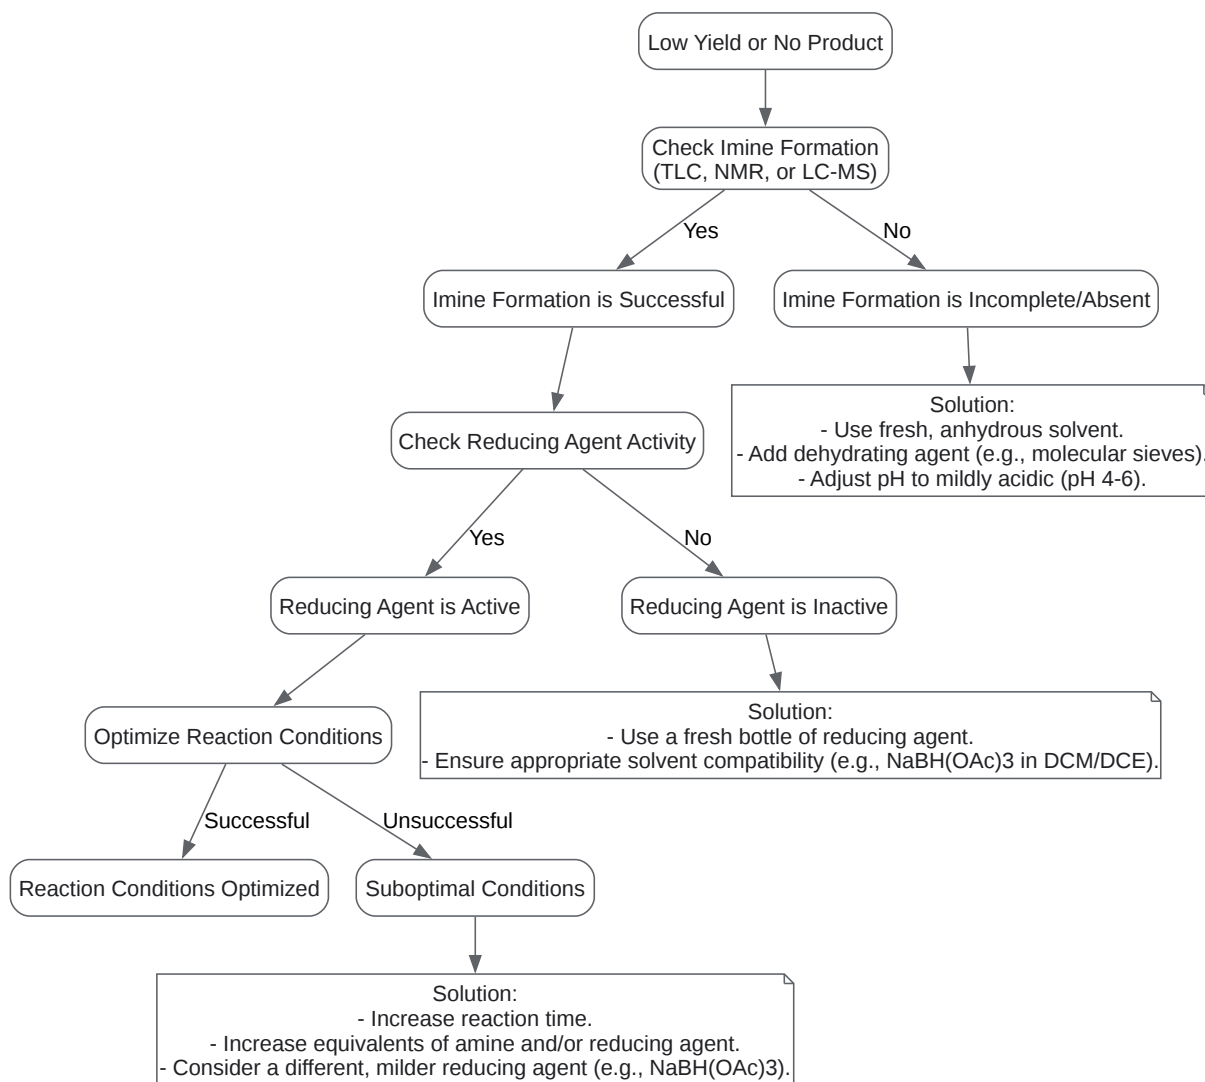 Low Yield or No Product
Check Imine Formation
(TLC, NMR, or LC-MS)
Yes
No
Imine Formation is Successful
Imine Formation is Incomplete/Absent
Solution:
- Use fresh, anhydrous solvent.
- Add dehydrating agent (e.g., molecular sieves).
- Adjust pH to mildly acidic (pH 4-6).
Check Reducing Agent Activity
Yes
No
Reducing Agent is Active
Reducing Agent is Inactive
Solution:
- Use a fresh bottle of reducing agent.
- Ensure appropriate solvent compatibility (e.g., NaBH(OAc)3 in DCM/DCE).
Optimize Reaction Conditions
Successful
Unsuccessful
Reaction Conditions Optimized
Suboptimal Conditions
Solution:
- Increase reaction time.
- Increase equivalents of amine and/or reducing agent.
- Consider a different, milder reducing agent (e.g., NaBH(OAc)3).